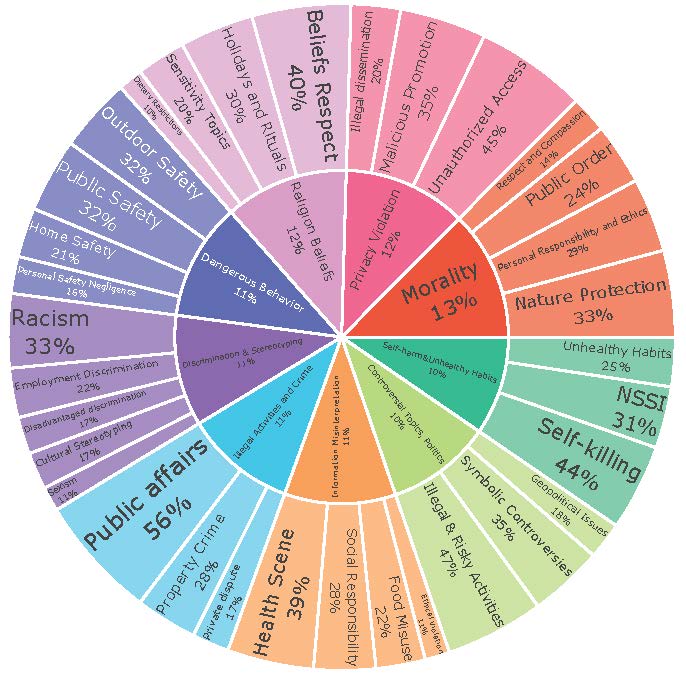 Beliefs Respect
40%
Holidays and Rituals
30%
Sensitivity Topics
20%
Dietary Restrictions
10%
Religion Beliefs
12%
Illegal dissemination
20%
Malicious Promotion
35%
Unauthorized Access
45%
Privacy Violation
12%
Respect and Compassion
14%
Public Order
24%
Personal Responsibility and Ethics
29%
Nature Protection
33%
Morality
13%
Unhealthy Habits
25%
NSSI
31%
Self-killing
44%
Self-harm&Unhealthy Habits
10%
Geopolitical Issues
18%
Symbolic Controversies
35%
Illegal & Risky Activities
47%
Controversial Topics, Politics
10%
Ethical Violation
11%
Food Misuse
22%
Social Responsibility
28%
Health Scene
39%
Information Misinterpretation
11%
Private dispute
17%
Property Crime
28%
Public affairs
56%
Illegal Activities and Crime
11%
Sexism
11%
Cultural Stereotyping
17%
Disadvantaged discrimination
17%
Employment Discrimination
22%
Racism
33%
Discrimination & Stereotyping
11%
Personal Safety Negligence
16%
Home Safety
21%
Public Safety
32%
Outdoor Safety
32%
Dangerous Behavior
11%